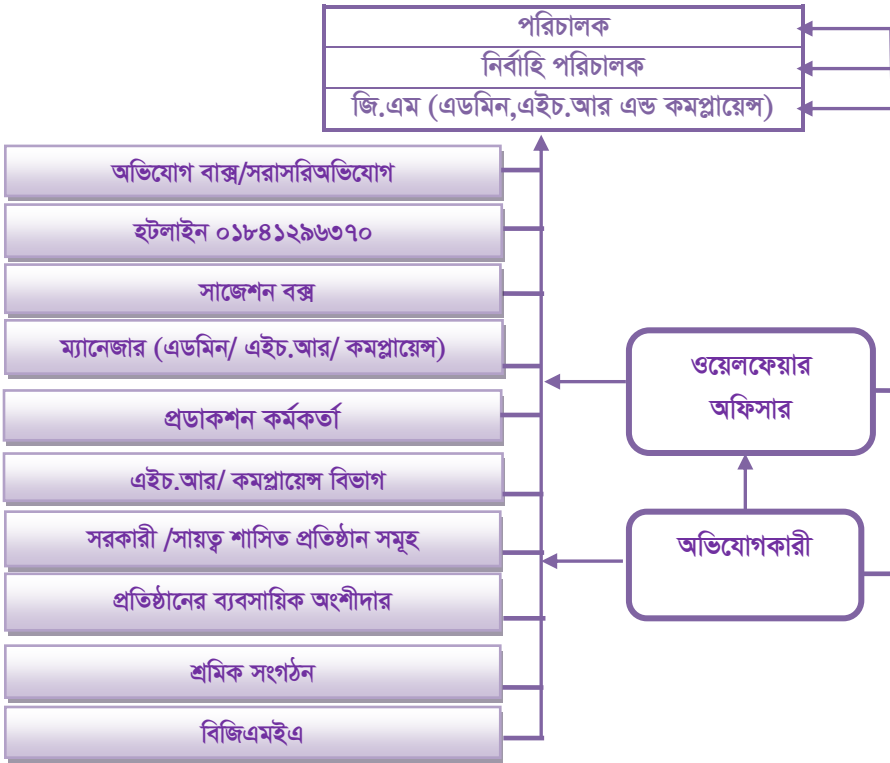 পরিচালক
নির্বাহি পরিচালক
জি.এম (এডমিন,এইচ.আর এন্ড কমপ্লায়েন্স)
অভিযোগ বাক্স/সরাসরিঅভিযোগ
হটলাইন ০১৮৪১২৯৬৩৭০
সাজেশন বক্স
ম্যানেজার (এডমিন/ এইচ.আর/ কমপ্লায়েন্স)
প্রডাকশন কর্মকর্তা
এইচ.আর/ কমপ্লায়েন্স বিভাগ
সরকারী /সায়ত্ব শাসিত প্রতিষ্ঠান সমূহ
প্রতিষ্ঠানের ব্যবসায়িক অংশীদার
শ্রমিক সংগঠন
বিজিএমইএ
ওয়েলফেয়ার
অফিসার
অভিযোগকারী